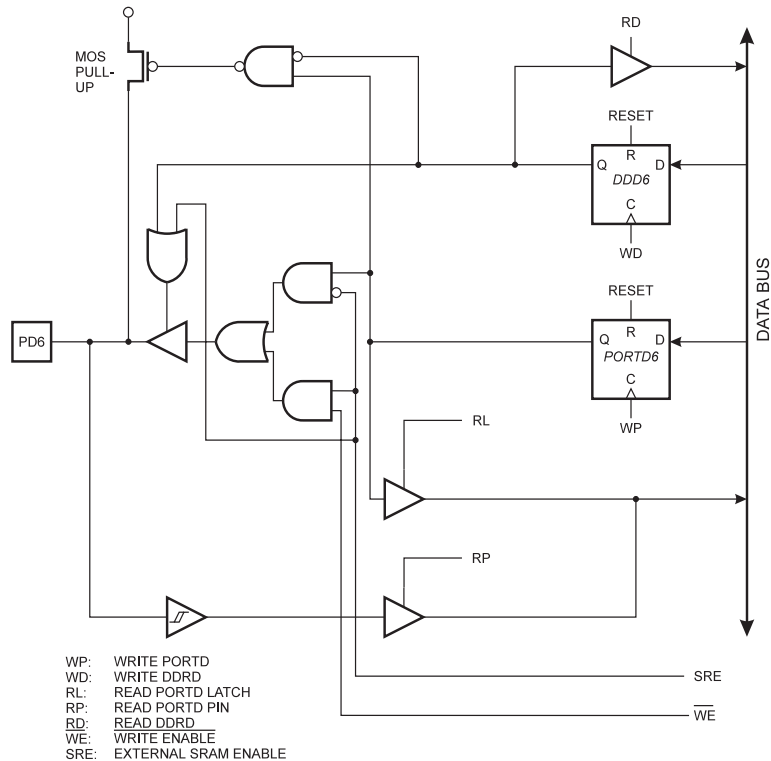 RD
MOS
PULL-
UP
RESET
R
Q D
DDD6
C
WD
RESET
R
PD6
Q D
PORTD6
C
WP
DATA BUS
RL
RP
WP: WRITE PORTD
WD: WRITE DDRD
RL: READ PORTD LATCH
RP: READ PORTD PIN
RD: READ DDRD
WE: WRITE ENABLE
SRE: EXTERNAL SRAM ENABLE
SRE
WE